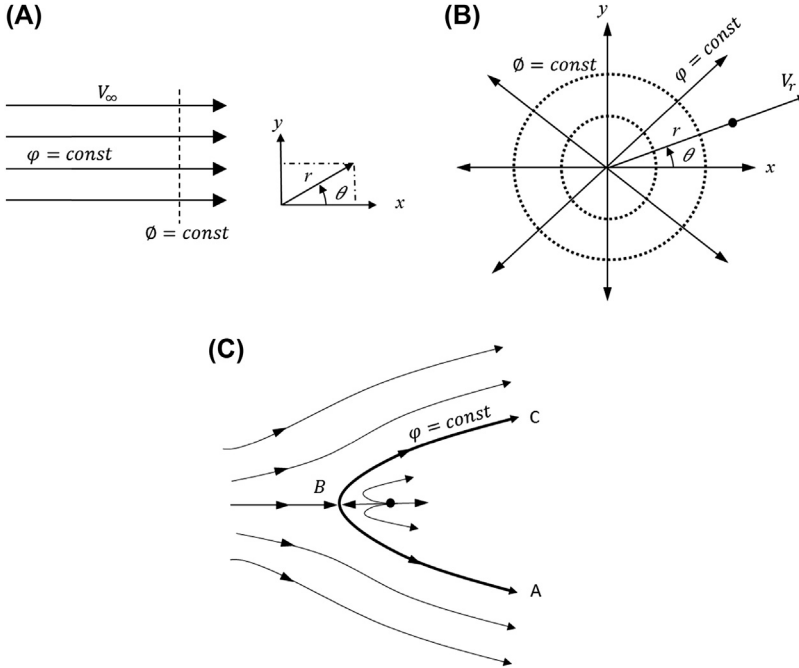 (A)
V∞
φ = const
Ø = const
y
r
θ
x
(B)
y
Ø = const
φ = const
Vr
r
θ
x
(C)
φ = const
C
B
A